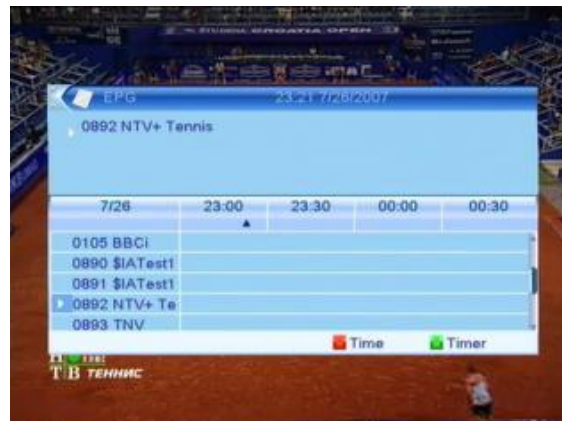 CROATIA OPEN
EPG 23:21 7/26/2007
0892 NTV+ Tennis
7/26 23:00 23:30 00:00 00:30
0105 BBCi
0890 $IATest1
0891 $IATest1
0892 NTV+ Te
0893 TNV
Time Timer
ТВ ТЕННИС